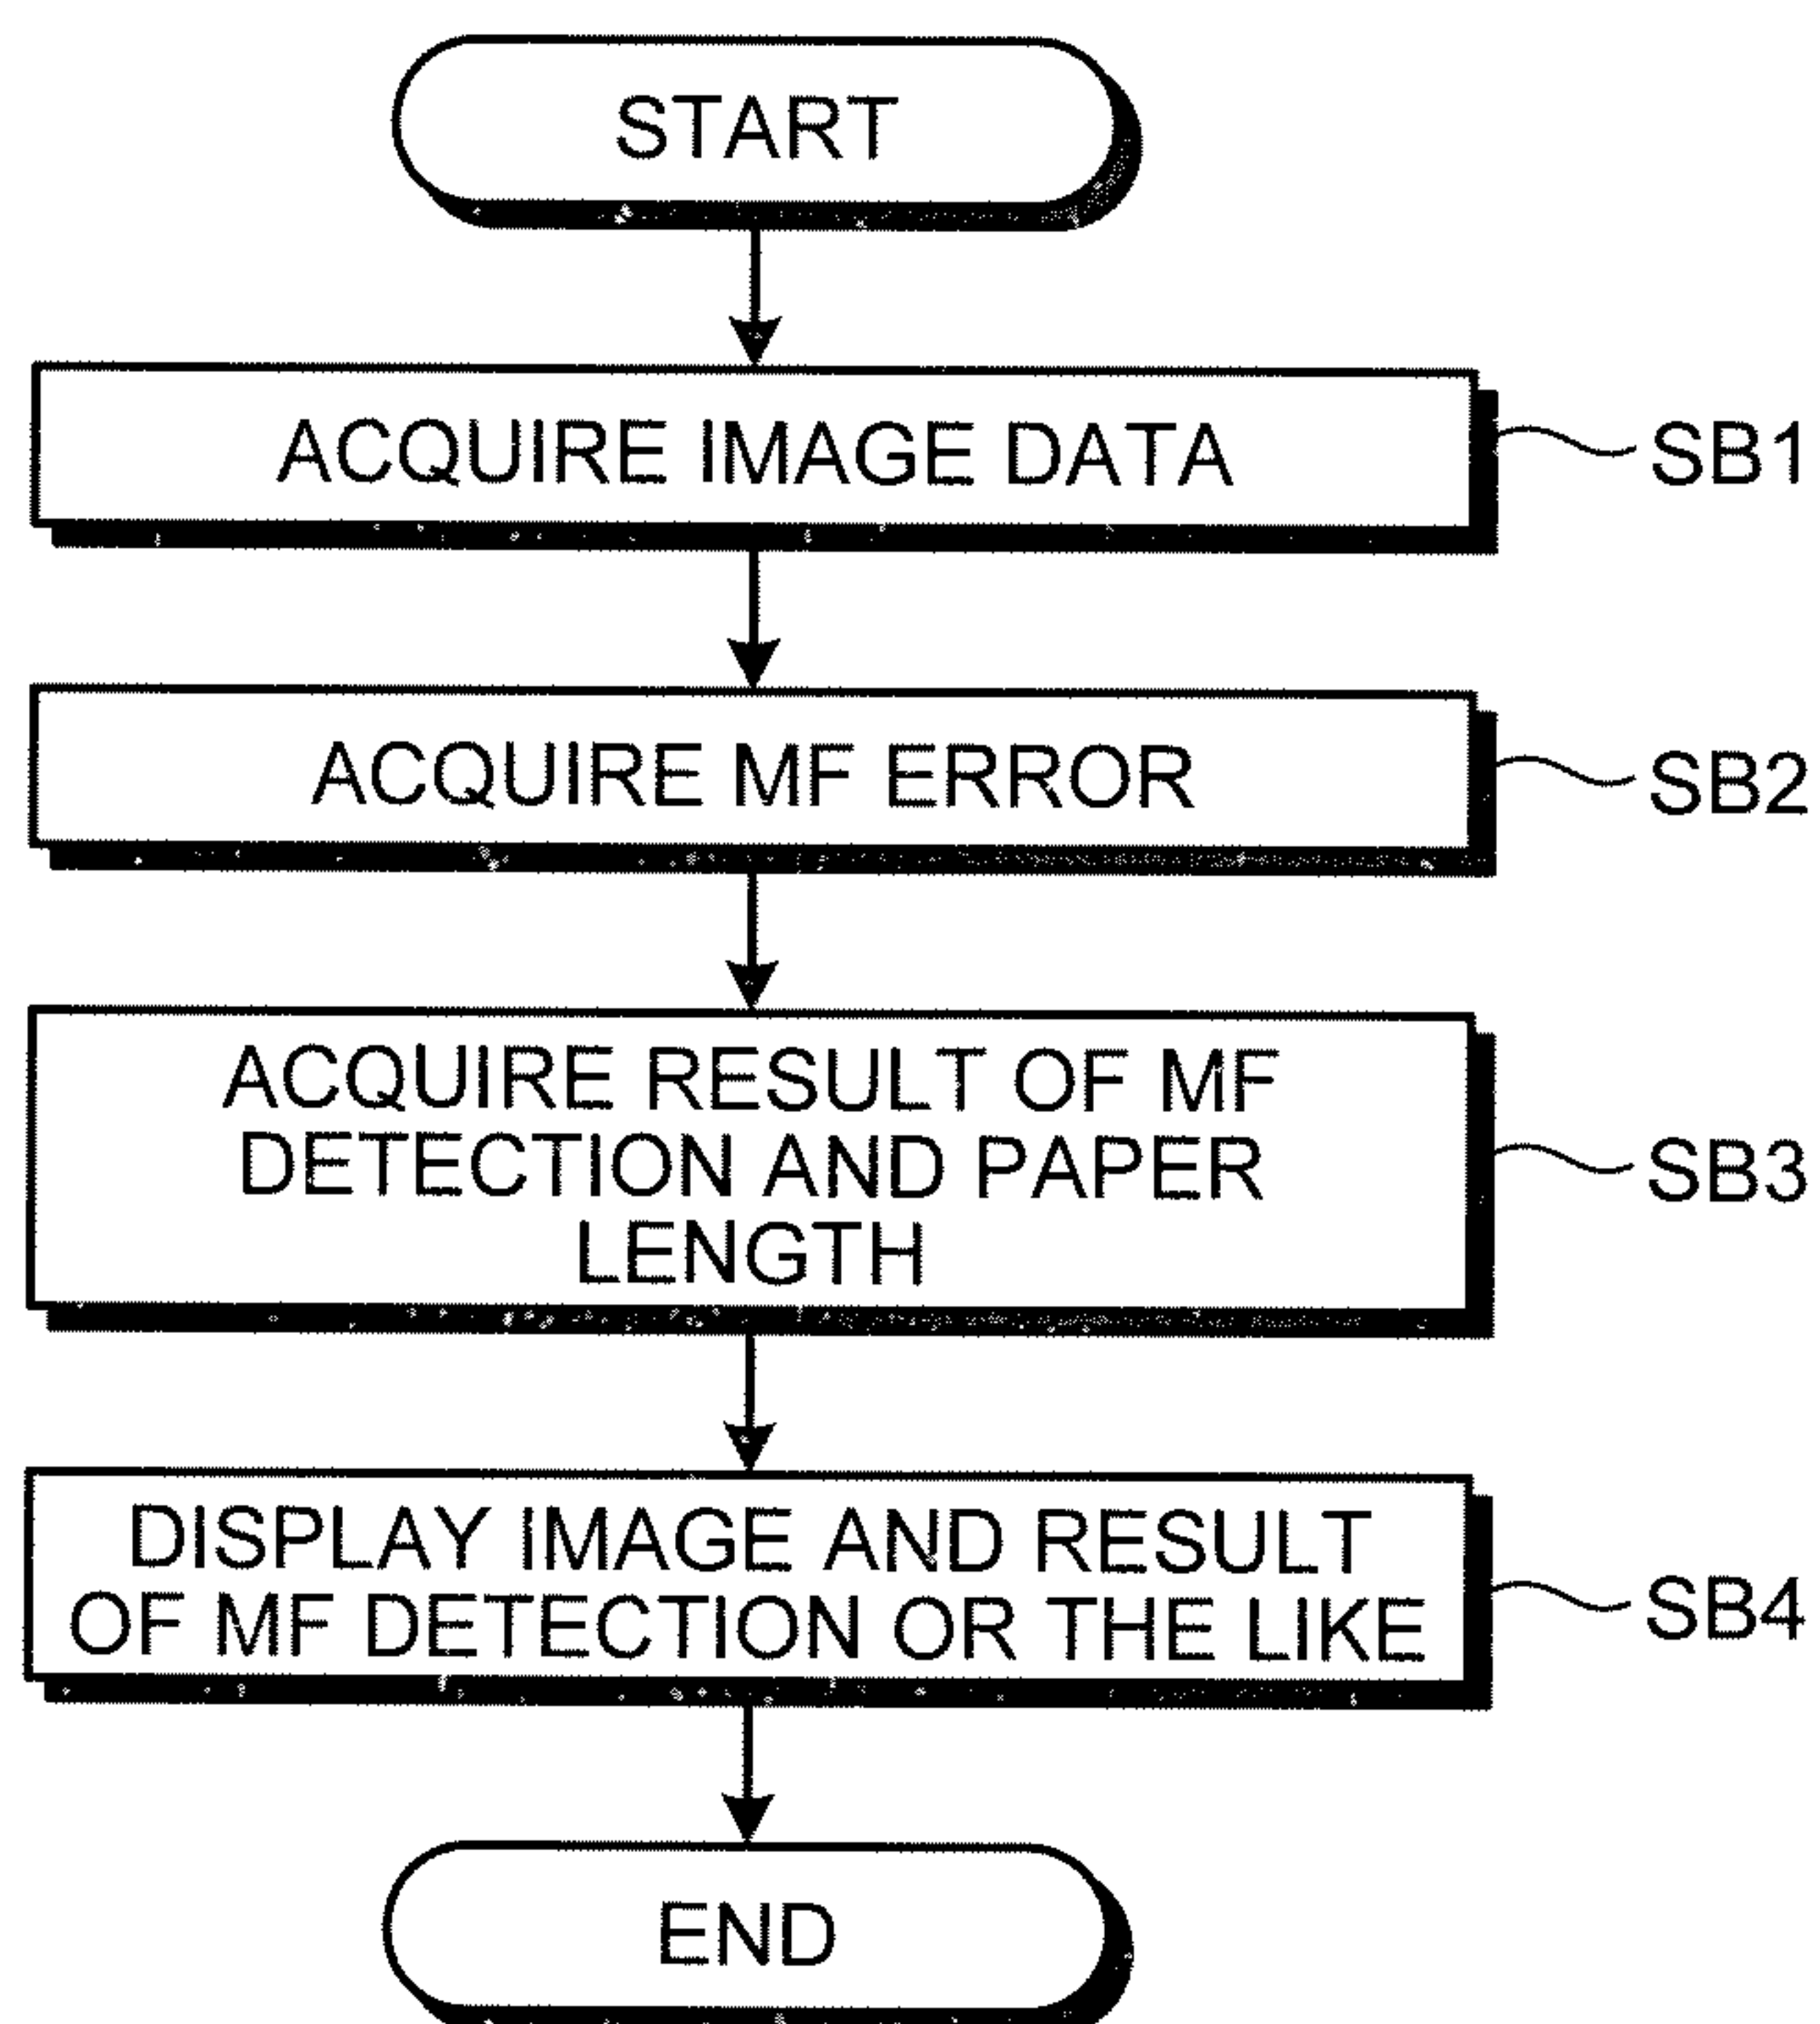 START
ACQUIRE IMAGE DATA
SB1
ACQUIRE MF ERROR
SB2
ACQUIRE RESULT OF MF
DETECTION AND PAPER
LENGTH
SB3
DISPLAY IMAGE AND RESULT
OF MF DETECTION OR THE LIKE
SB4
END